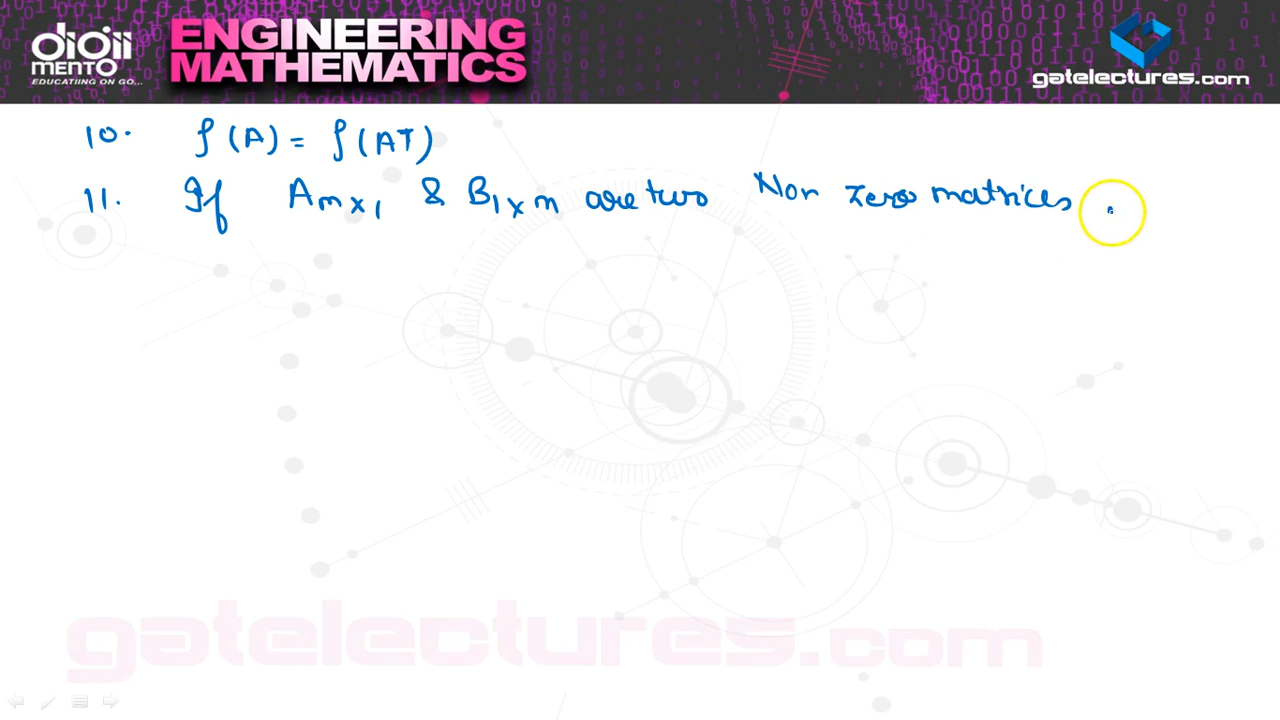 digii
MENTO
EDUCATIING ON GO...
ENGINEERING
MATHEMATICS
gatelectures.com
10. ρ(A) = ρ(AT)
11. If Am×1 & B1×n are two Non zero matrices
gatelectures.com